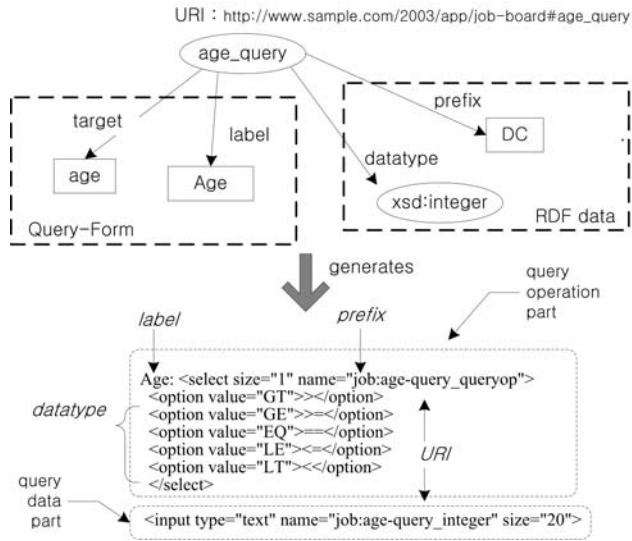 URI : http://www.sample.com/2003/app/job-board#age_query
age_query
target
label
prefix
datatype
age
Age
DC
xsd:integer
Query-Form
RDF data
generates
query
operation
part
label
prefix
Age: <select size="1" name="job:age-query_queryop">
<option value="GT">></option>
<option value="GE">>=</option>
<option value="EQ">==</option>
<option value="LE"><=</option>
<option value="LT"><</option>
</select>
datatype
URI
query
data
part
<input type="text" name="job:age-query_integer" size="20">